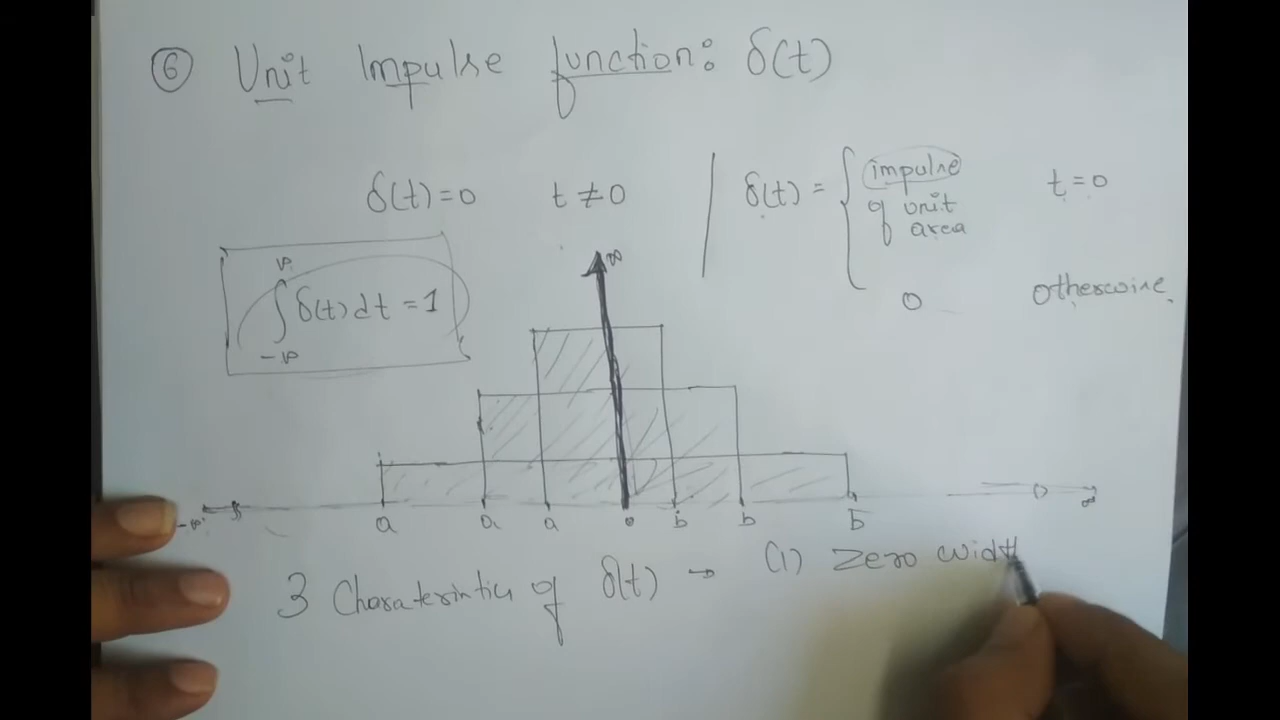 ⑥ Unit Impulse function: δ(t)
δ(t)=0 t≠0
δ(t) = { impulse t=0
of unit
area
0 otherwise
∞
∫ δ(t)dt = 1
-∞
∞
-∞ a a a 0 b b b ∞
3 Charateristics of δ(t) → (1) Zero width